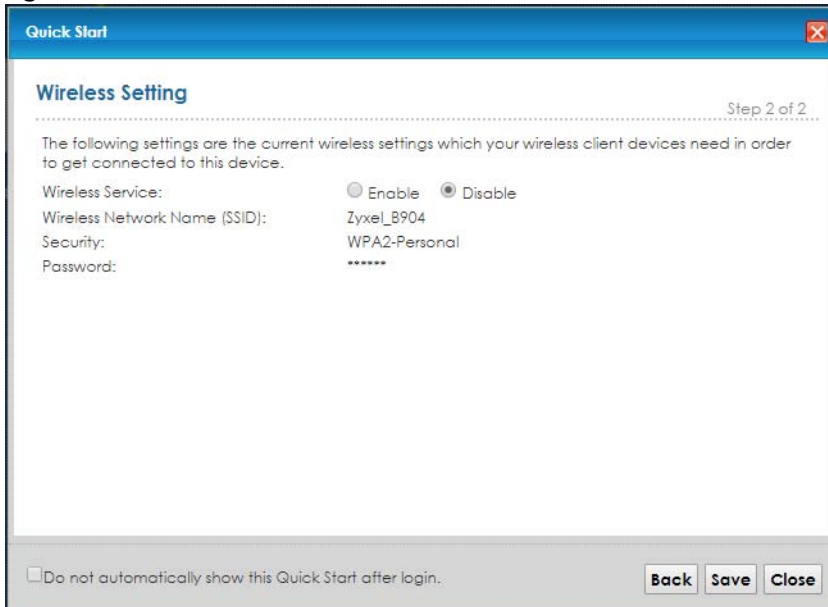 Quick Start
Wireless Setting
Step 2 of 2
The following settings are the current wireless settings which your wireless client devices need in order
to get connected to this device.
Wireless Service: Enable Disable
Wireless Network Name (SSID): Zyxel_B904
Security: WPA2-Personal
Password: ******
Do not automatically show this Quick Start after login.
Back Save Close